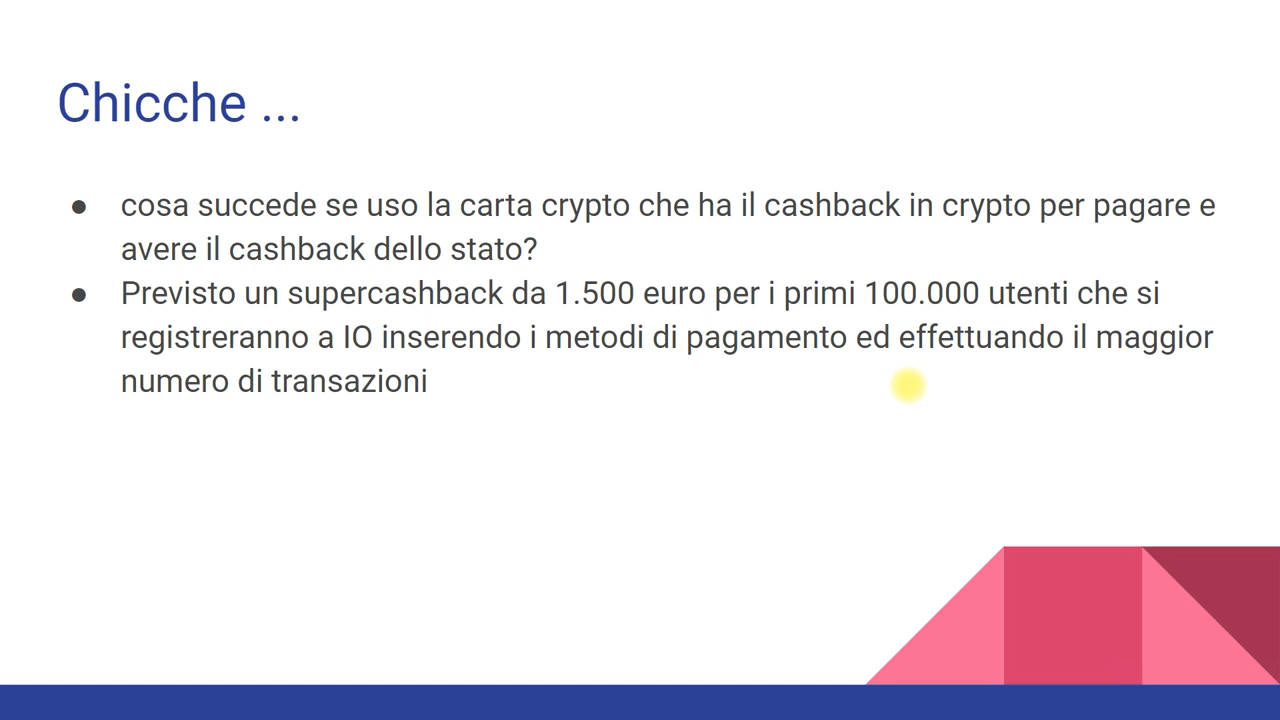 Chicche ...
● cosa succede se uso la carta crypto che ha il cashback in crypto per pagare e
avere il cashback dello stato?
● Previsto un supercashback da 1.500 euro per i primi 100.000 utenti che si
registreranno a IO inserendo i metodi di pagamento ed effettuando il maggior
numero di transazioni